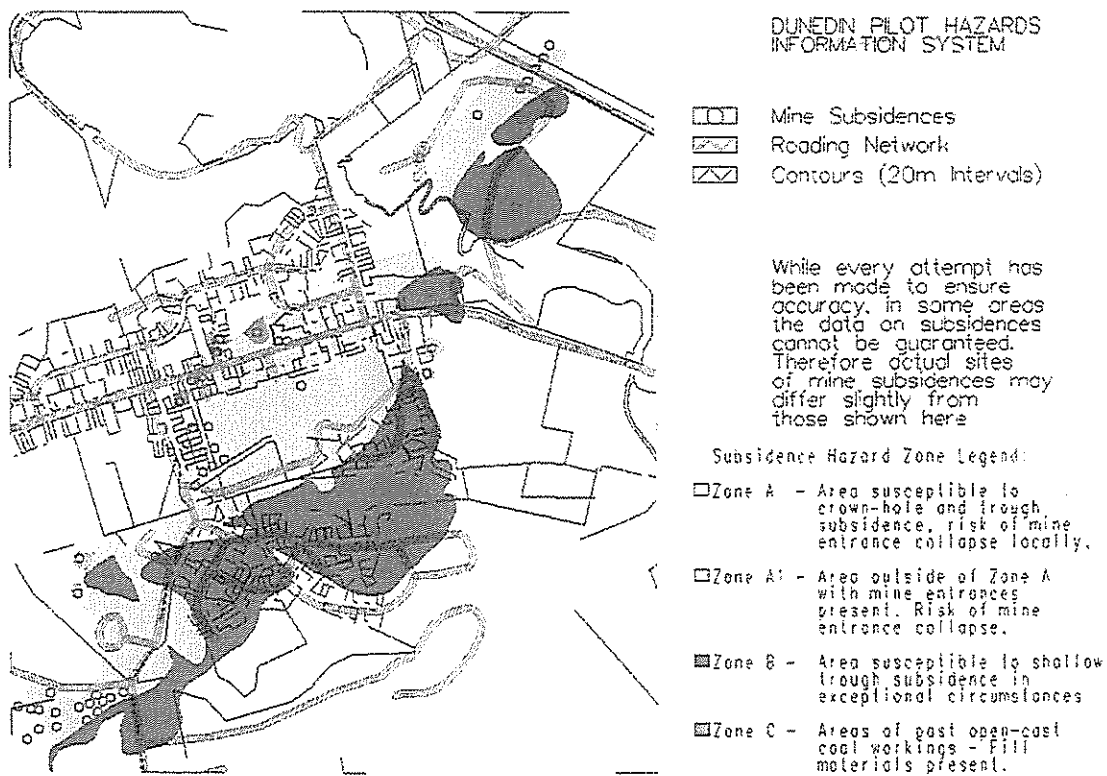 DUNEDIN PILOT HAZARDS
INFORMATION SYSTEM
Mine Subsidences
Roading Network
Contours (20m Intervals)
While every attempt has
been made to ensure
accuracy, in some areas
the data on subsidences
cannot be guaranteed.
Therefore actual sites
of mine subsidences may
differ slightly from
those shown here
Subsidence Hazard Zone Legend:
Zone A - Area susceptible to
crown-hole and trough
subsidence, risk of mine
entrance collapse locally.
Zone A' - Area outside of Zone A
with mine entrances
present. Risk of mine
entrance collapse.
Zone B - Area susceptible to shallow
trough subsidence in
exceptional circumstances
Zone C - Areas of past open-cast
coal workings - Fill
materials present.